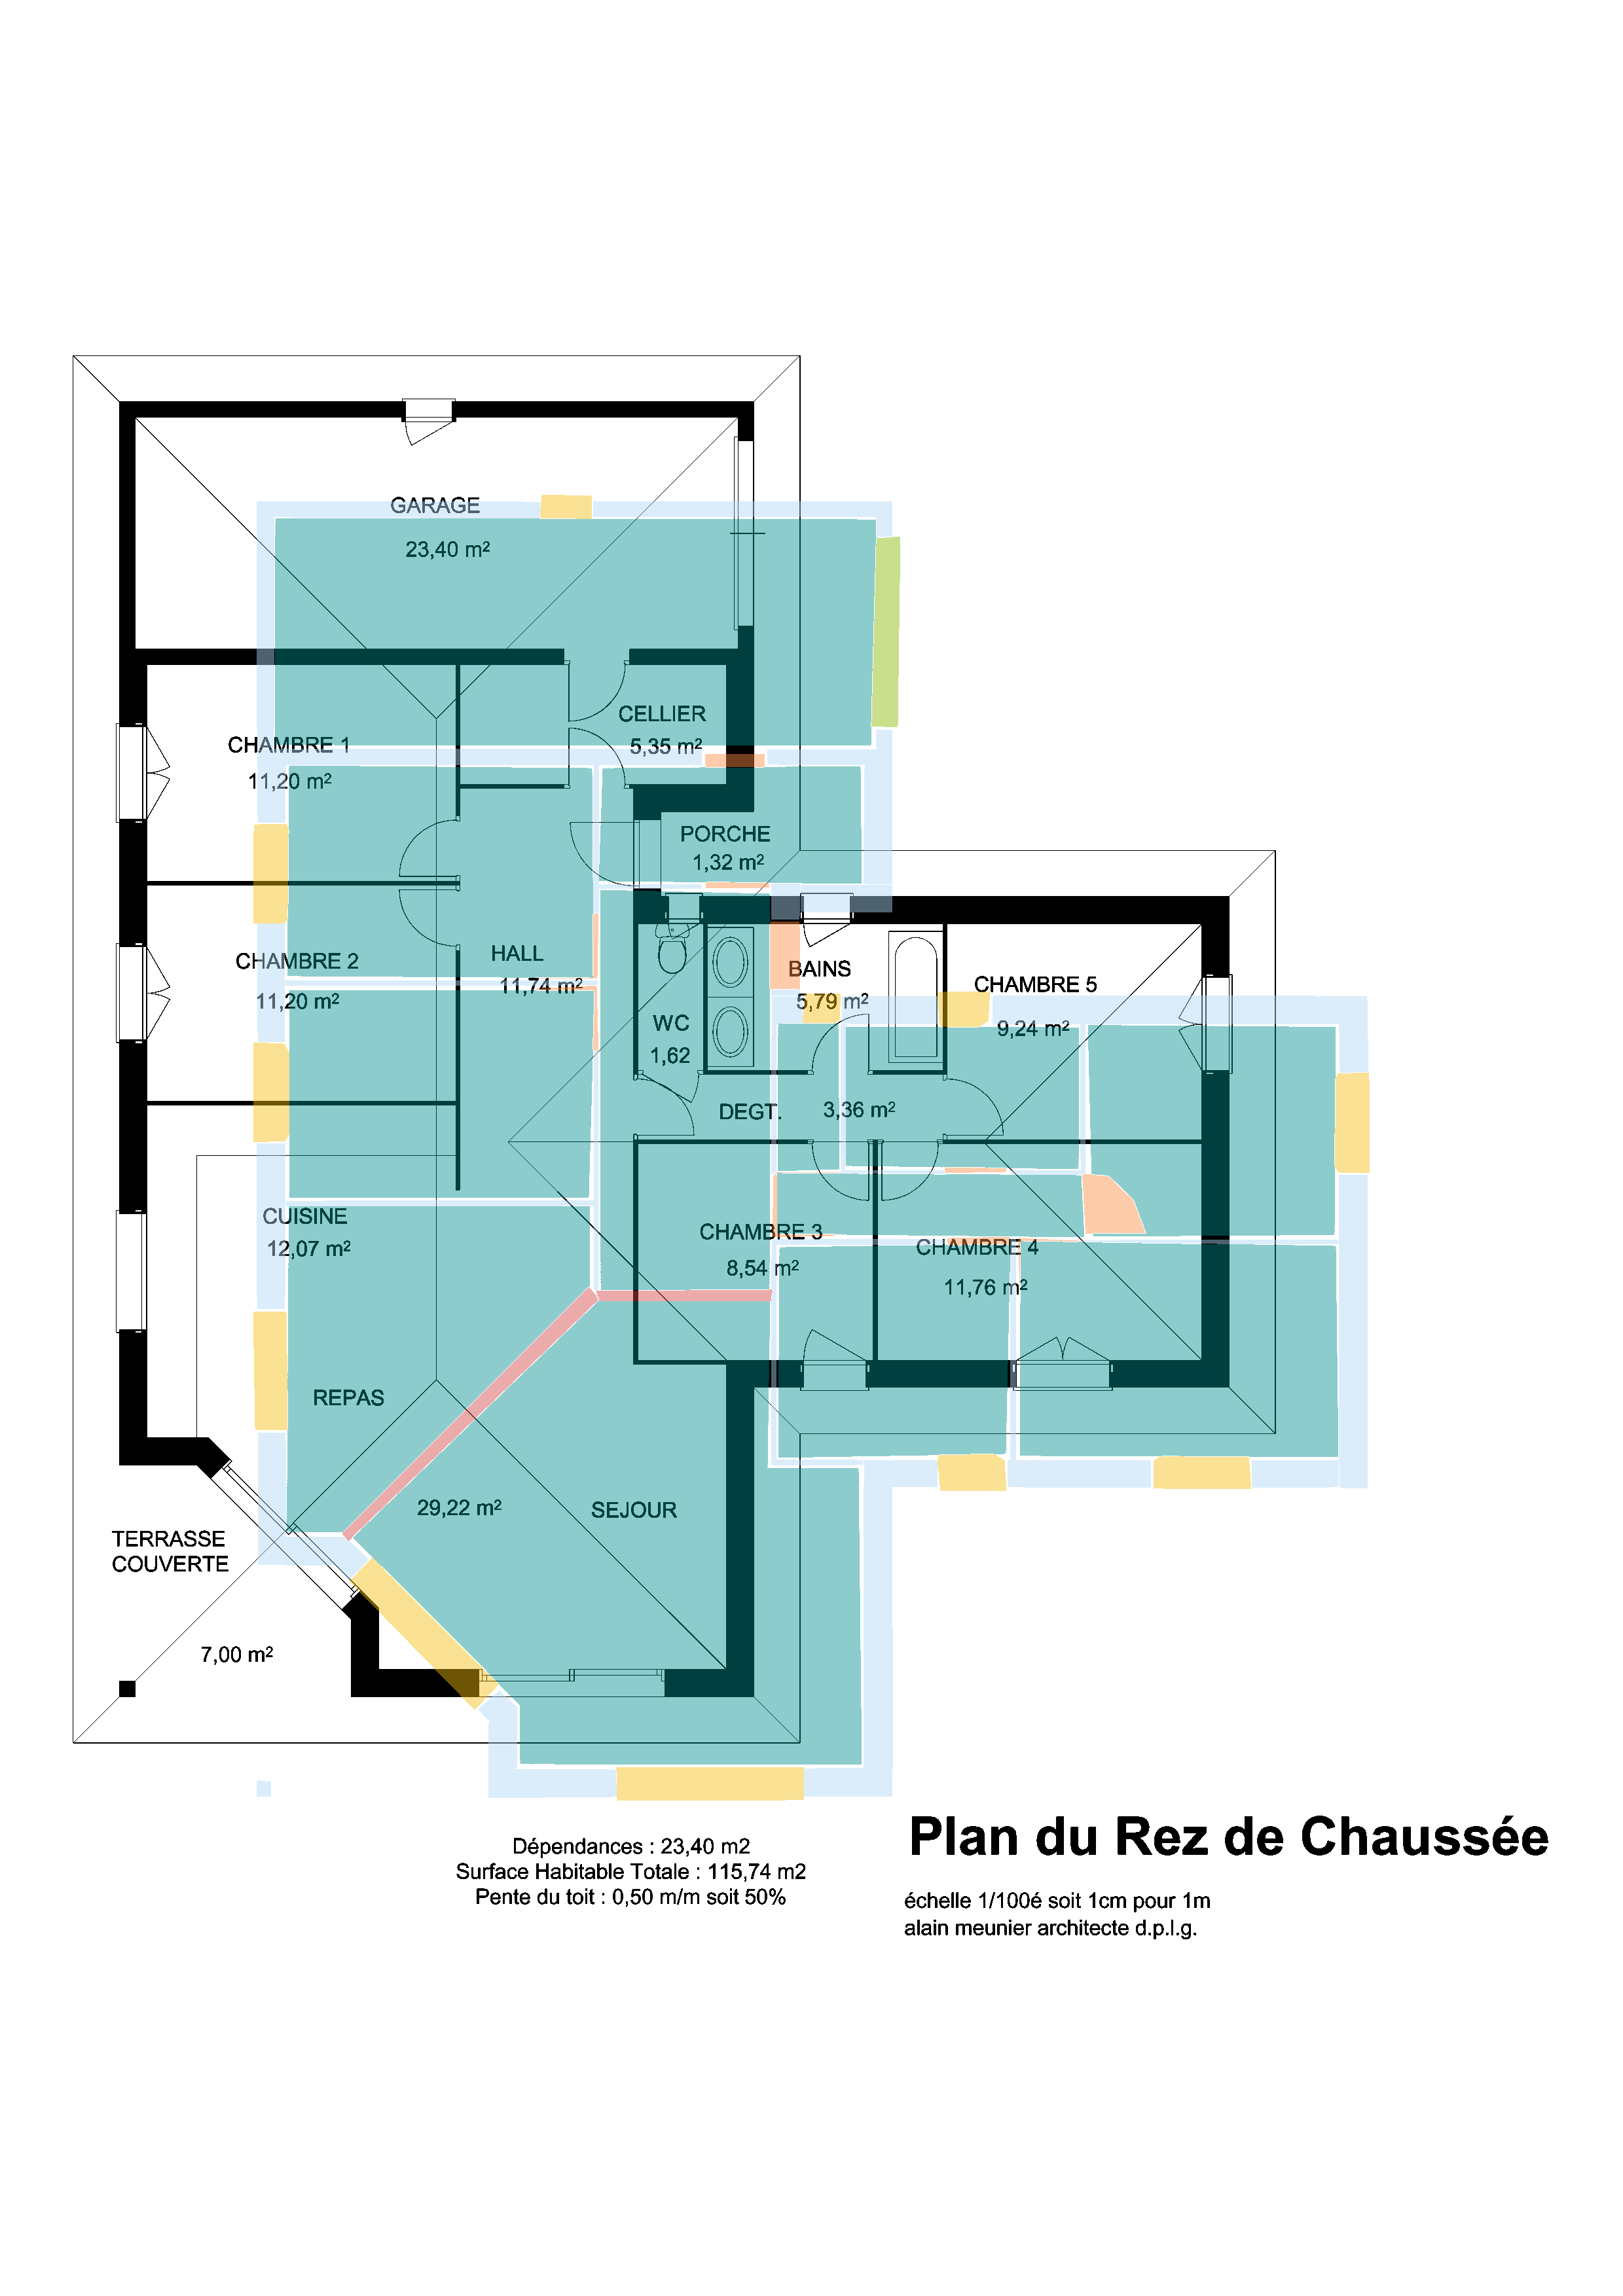 GARAGE
23,40 m²
CELLIER
5,35 m²
CHAMBRE 1
11,20 m²
PORCHE
1,32 m²
CHAMBRE 2
11,20 m²
HALL
11,74 m²
BAINS
5,79 m²
CHAMBRE 5
9,24 m²
WC
1,62
DEGT.
3,36 m²
CUISINE
12,07 m²
CHAMBRE 3
8,54 m²
CHAMBRE 4
11,76 m²
REPAS
29,22 m²
SEJOUR
TERRASSE
COUVERTE
7,00 m²
Plan du Rez de Chaussée
Dépendances : 23,40 m2
Surface Habitable Totale : 115,74 m2
Pente du toit : 0,50 m/m soit 50%
échelle 1/100é soit 1cm pour 1m
alain meunier architecte d.p.l.g.